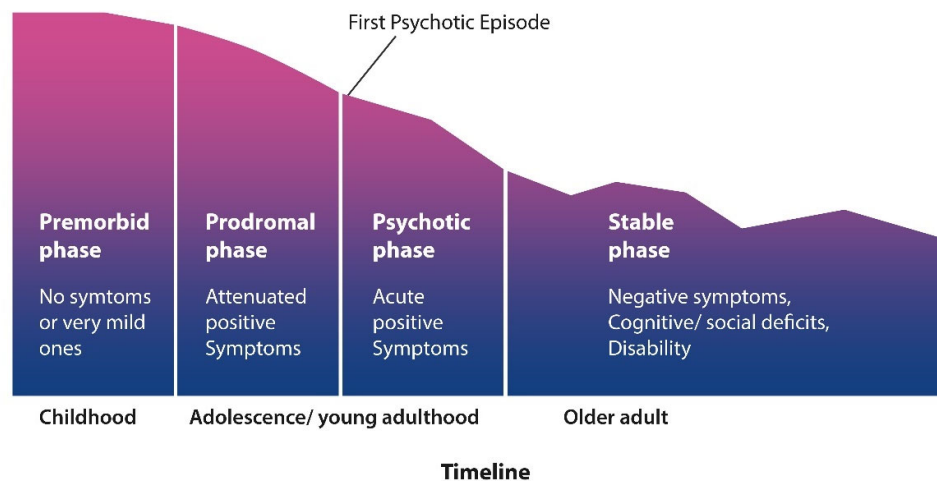 First Psychotic Episode
Premorbid
phase
No symtoms
or very mild
ones
Prodromal
phase
Attenuated
positive
Symptoms
Psychotic
phase
Acute
positive
Symptoms
Stable
phase
Negative symptoms,
Cognitive/ social deficits,
Disability
Childhood
Adolescence/ young adulthood
Older adult
Timeline